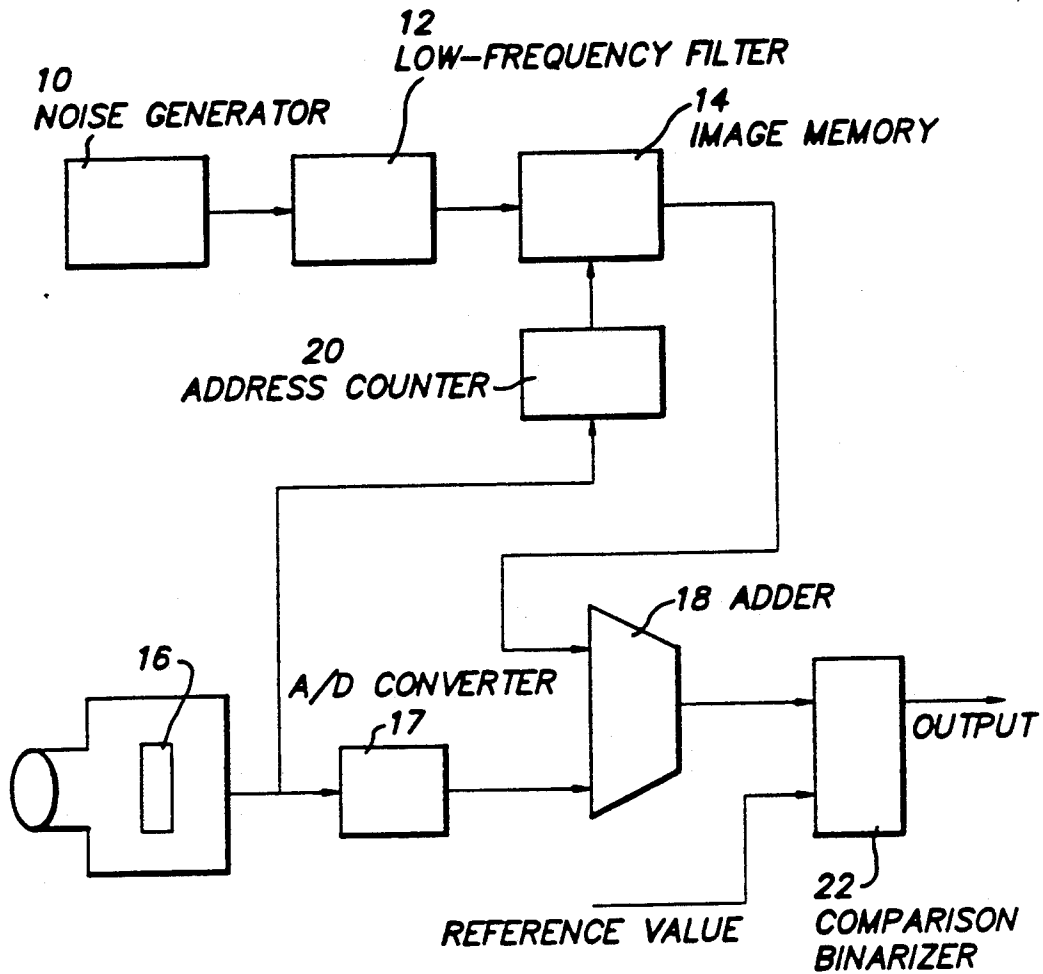 12
LOW-FREQUENCY FILTER
10
NOISE GENERATOR
14
IMAGE MEMORY
20
ADDRESS COUNTER
18 ADDER
16
A/D CONVERTER
17
OUTPUT
22
COMPARISON
BINARIZER
REFERENCE VALUE